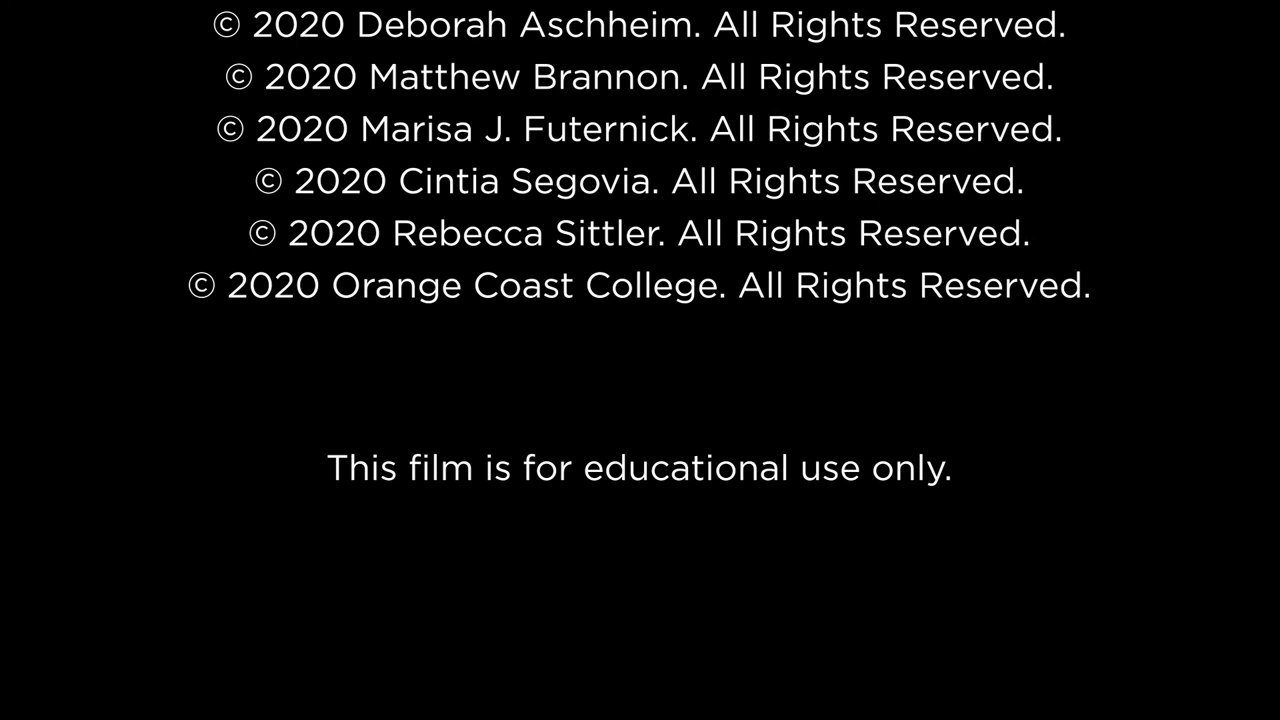 © 2020 Deborah Aschheim. All Rights Reserved.
© 2020 Matthew Brannon. All Rights Reserved.
© 2020 Marisa J. Futernick. All Rights Reserved.
© 2020 Cintia Segovia. All Rights Reserved.
© 2020 Rebecca Sittler. All Rights Reserved.
© 2020 Orange Coast College. All Rights Reserved.
This film is for educational use only.